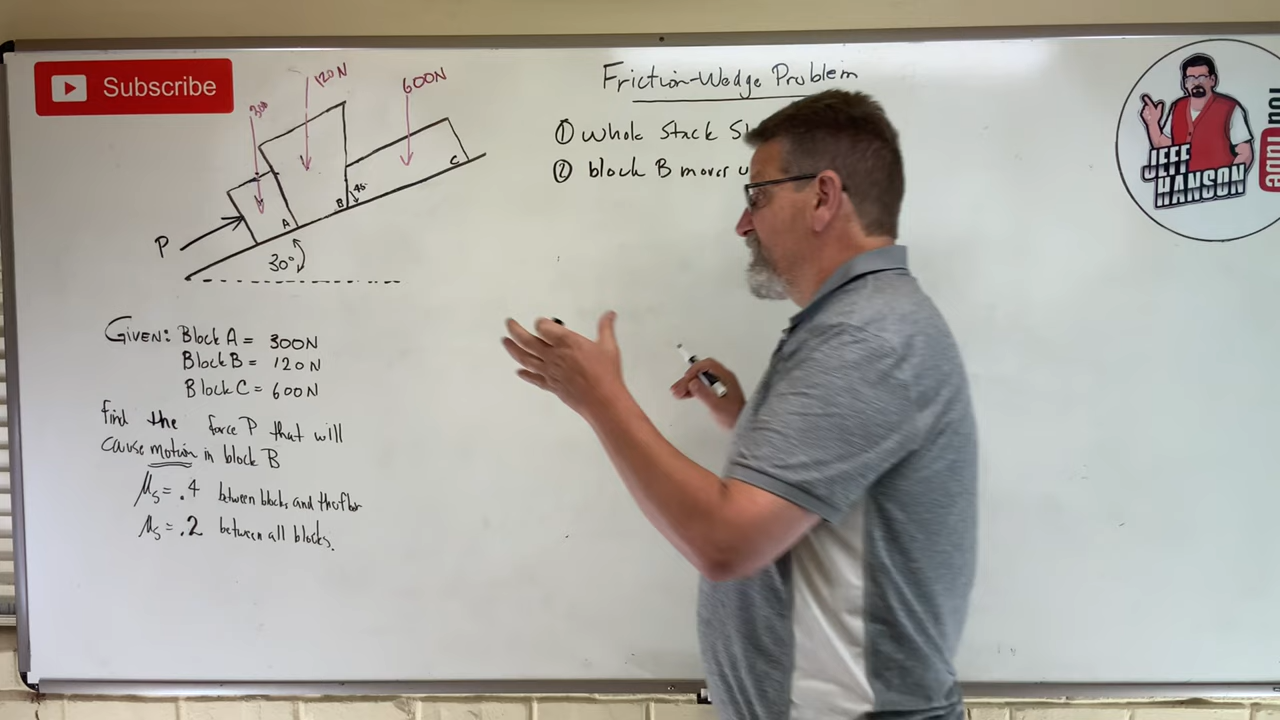 Subscribe
Friction-Wedge Problem
① whole Stack
② block B moves
120N
600N
300
P
A
B
C
30°
JEFF
HANSON
YouTube
Given: Block A = 300N
Block B = 120N
Block C = 600N
find the force P that will
cause motion in block B
μs = .4 between blocks and the floor
μs = .2 between all blocks.